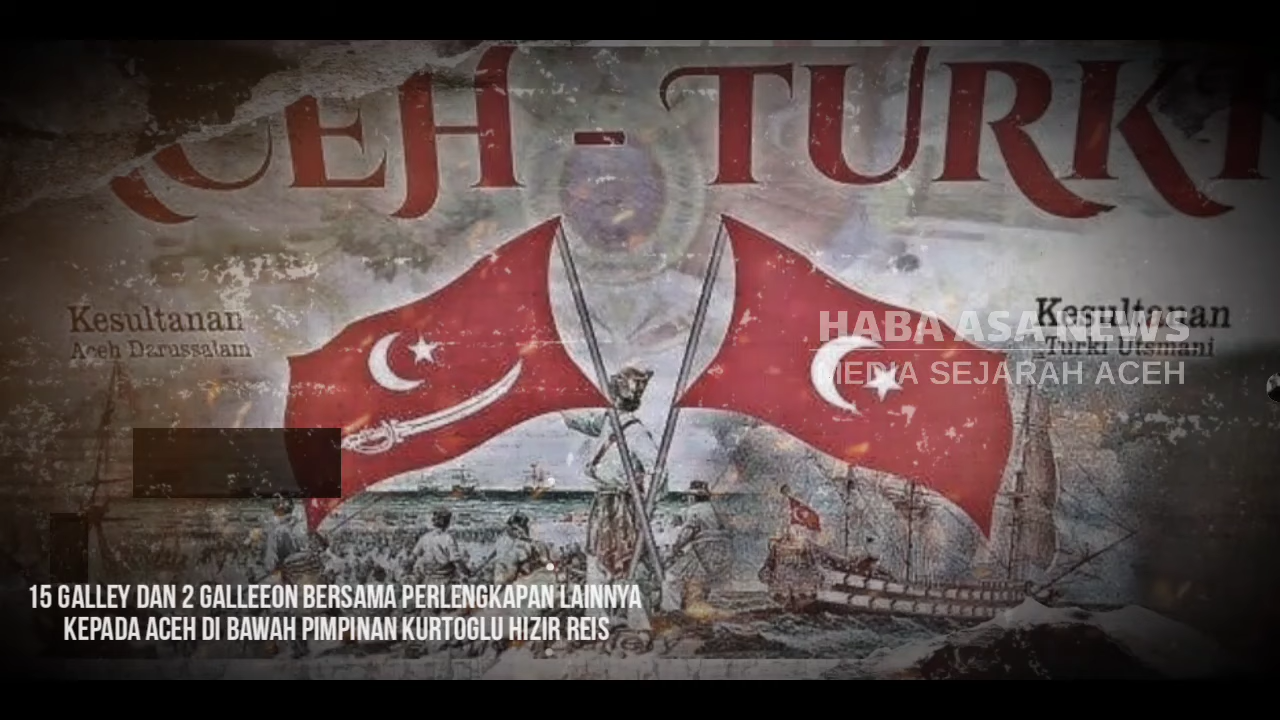 ACEH - TURKI
Kesultanan
Aceh Darussalam
Kesultanan
Turki Utsmani
HABA ASA NEWS
MEDIA SEJARAH ACEH
15 GALLEY DAN 2 GALLEEON BERSAMA PERLENGKAPAN LAINNYA
KEPADA ACEH DI BAWAH PIMPINAN KURTOGLU HIZIR REIS